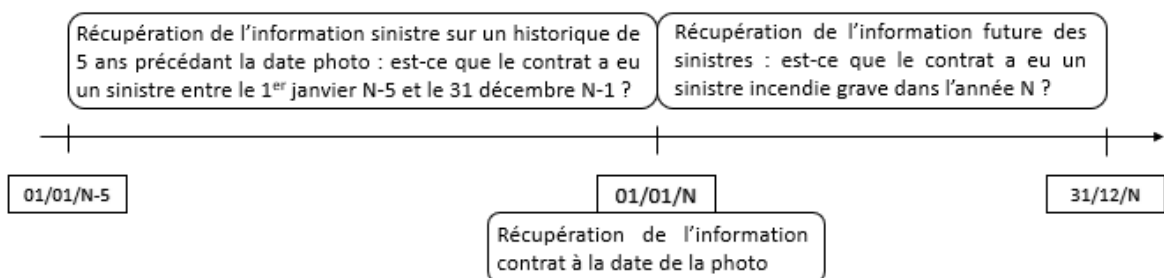 Récupération de l'information sinistre sur un historique de
5 ans précédant la date photo : est-ce que le contrat a eu
un sinistre entre le 1er janvier N-5 et le 31 décembre N-1 ?
Récupération de l'information future des
sinistres : est-ce que le contrat a eu un
sinistre incendie grave dans l'année N ?
01/01/N-5
01/01/N
31/12/N
Récupération de l'information
contrat à la date de la photo